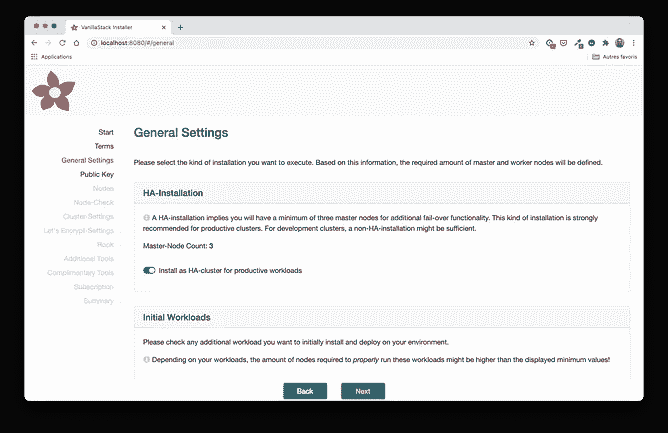 VanillaStack Installer
localhost:8080/#/general
Applications
Autres favoris
Start
Terms
General Settings
Public Key
Nodes
Node-Check
Cluster-Settings
Let's Encrypt-Settings
Rook
Additional Tools
Complimentary Tools
Subscription
Summary
General Settings
Please select the kind of installation you want to execute. Based on this information, the required amount of master and worker nodes will be defined.
HA-Installation
A HA-installation implies you will have a minimum of three master nodes for additional fail-over functionality. This kind of installation is strongly
recommended for productive clusters. For development clusters, a non-HA-installation might be sufficient.
Master-Node Count: 3
Install as HA-cluster for productive workloads
Initial Workloads
Please check any additional workload you want to initially install and deploy on your environment.
Depending on your workloads, the amount of nodes required to properly run these workloads might be higher than the displayed minimum values!
Back
Next